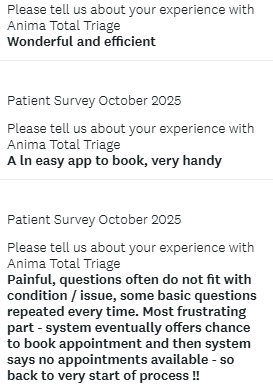 Please tell us about your experience with
Anima Total Triage
Wonderful and efficient
Patient Survey October 2025
Please tell us about your experience with
Anima Total Triage
A ln easy app to book, very handy
Patient Survey October 2025
Please tell us about your experience with
Anima Total Triage
Painful, questions often do not fit with
condition / issue, some basic questions
repeated every time. Most frustrating
part - system eventually offers chance
to book appointment and then system
says no appointments available - so
back to very start of process !!